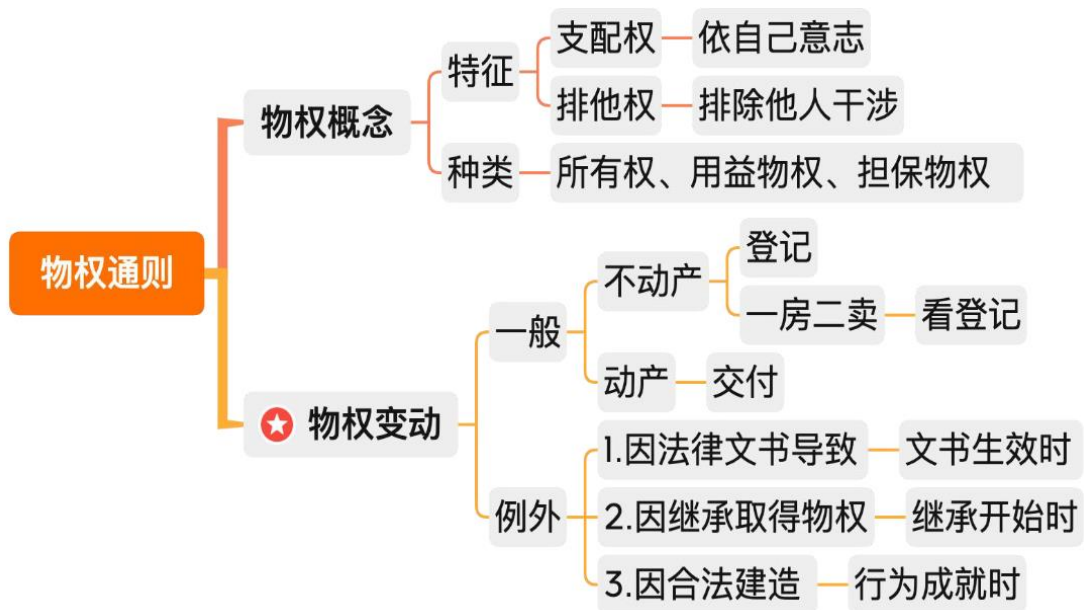 物权通则
物权概念
特征
支配权
依自己意志
排他权
排除他人干涉
种类
所有权、用益物权、担保物权
物权变动
一般
不动产
登记
一房二卖
看登记
动产
交付
例外
1.因法律文书导致
文书生效时
2.因继承取得物权
继承开始时
3.因合法建造
行为成就时